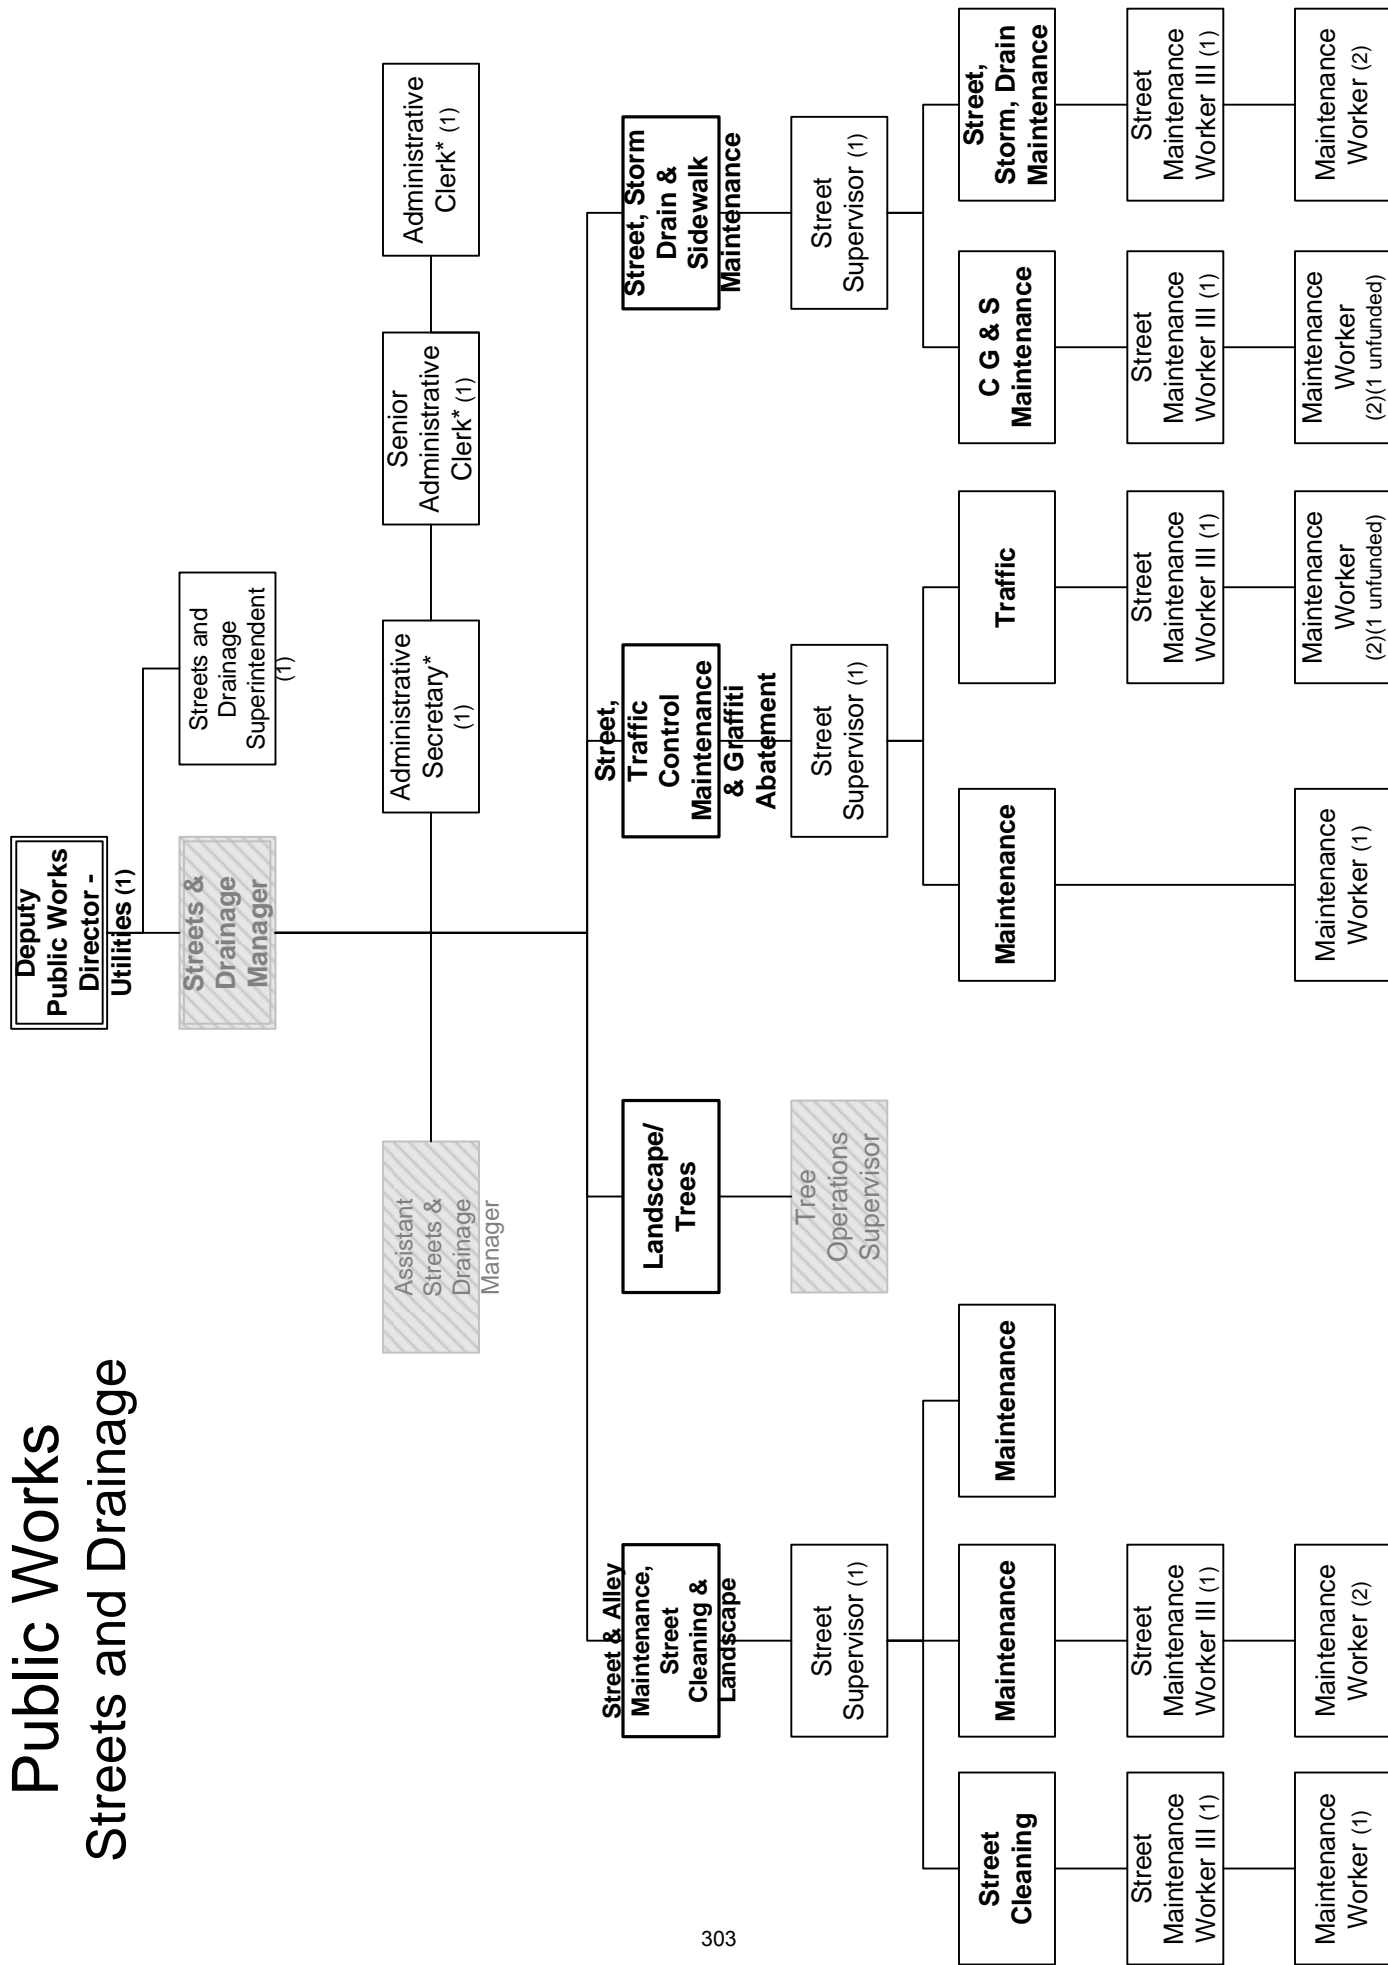 Public Works
Streets and Drainage
Deputy
Public Works
Director -
Utilities (1)
Streets &
Drainage
Manager
Streets and
Drainage
Superintendent
(1)
Assistant
Streets &
Drainage
Manager
Administrative
Secretary*
(1)
Senior
Administrative
Clerk* (1)
Administrative
Clerk* (1)
Street & Alley
Maintenance,
Street
Cleaning &
Landscape
Landscape/
Trees
Street,
Traffic
Control
Maintenance
& Graffiti
Abatement
Street, Storm
Drain &
Sidewalk
Maintenance
Street
Supervisor (1)
Tree
Operations
Supervisor
Street
Supervisor (1)
Street
Supervisor (1)
Street
Cleaning
Maintenance
Maintenance
Maintenance
Traffic
C G & S
Maintenance
Street,
Storm, Drain
Maintenance
Street
Maintenance
Worker III (1)
Street
Maintenance
Worker III (1)
Street
Maintenance
Worker III (1)
Street
Maintenance
Worker III (1)
Street
Maintenance
Worker III (1)
Maintenance
Worker (1)
Maintenance
Worker (2)
Maintenance
Worker (1)
Maintenance
Worker
(2)(1 unfunded)
Maintenance
Worker
(2)(1 unfunded)
Maintenance
Worker (2)
303